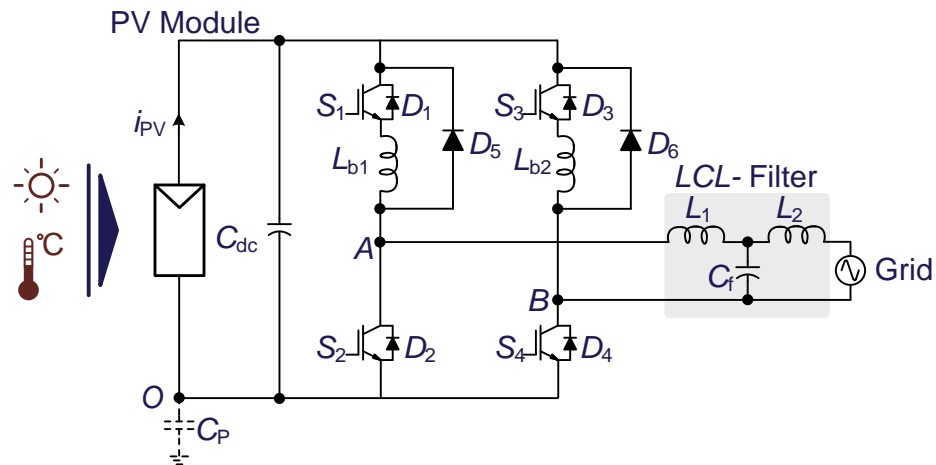 PV Module
S1 D1
S3 D3
iPV
D5
D6
Lb1
Lb2
LCL- Filter
L1 L2
°C
Cdc
A
Cf
Grid
B
S2 D2
S4 D4
O
CP